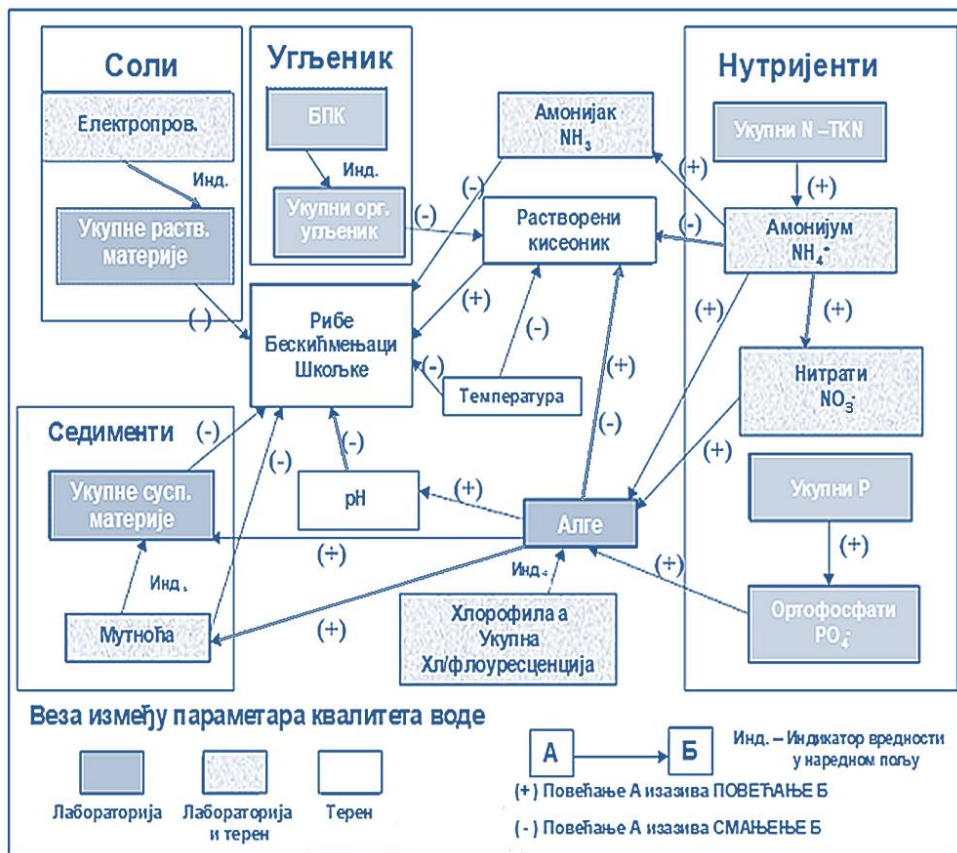 Соли
Електропров.
Инд.
Укупне раств.
материје
(-)
Угљеник
БПК
Инд.
Укупни орг.
угљеник
(-)
Амонијак
NH₃
(-)
(+)
Растворени
кисеоник
(-)
(+)
(-)
Рибе
Бескићмењаци
Шкољке
(-)
Температура
Нутријенти
Укупни N –TKN
(+)
Амонијум
NH₄⁺
(+)
(+)
Нитрати
NO₃⁻
(+)
Укупни P
(+)
Ортофосфати
PO₄⁻
(+)
Седименти
(-)
Укупне сусп.
материје
Инд.
Мутноћа
(-)
(-)
pH
(+)
(+)
(-)
Алге
(+)
(+)
Инд.
Хлорофила а
Укупна
Хл/флоуресценција
Веза између параметара квалитета воде
Лабораторија
Лабораторија
и терен
Терен
А
Б
Инд. – Индикатор вредности
у наредном пољу
(+) Повећање А изазива ПОВЕЋАЊЕ Б
(-) Повећање А изазива СМАЊЕЊЕ Б